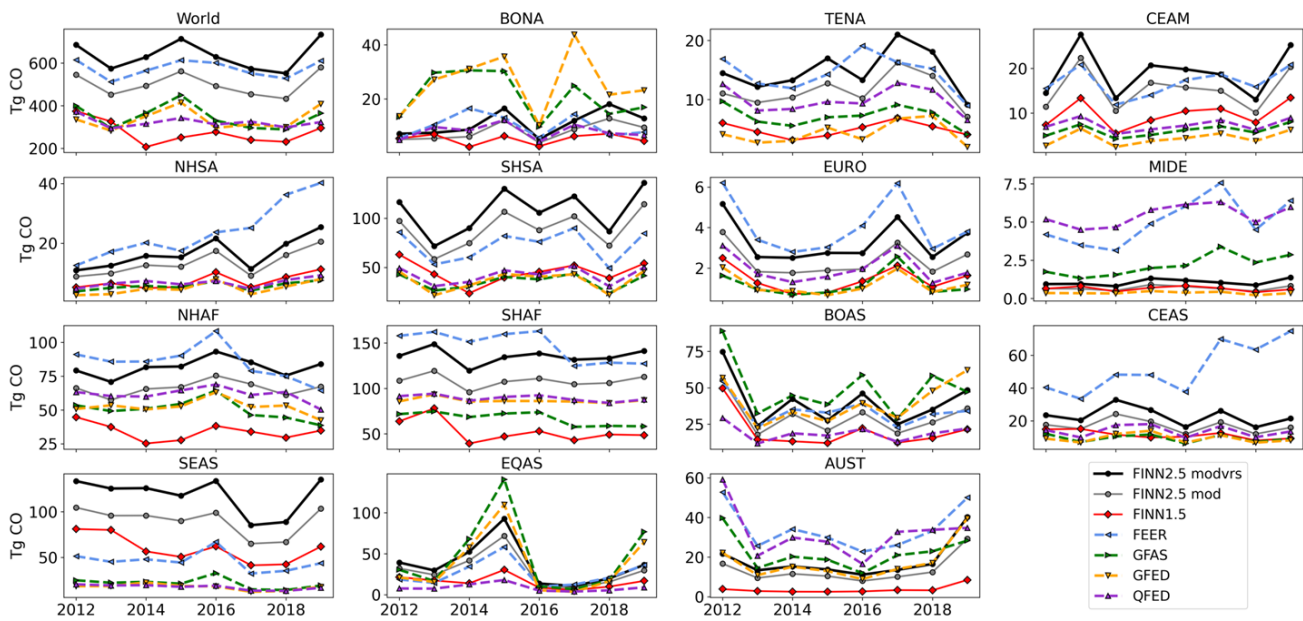 World
BONA
TENA
CEAM
Tg CO
600
400
200
40
20
20
10
20
10
NHSA
SHSA
EURO
MIDE
Tg CO
40
20
100
50
6
4
2
7.5
5.0
2.5
0.0
NHAF
SHAF
BOAS
CEAS
Tg CO
100
75
50
25
150
100
50
75
50
25
60
40
20
SEAS
EQAS
AUST
Tg CO
100
50
150
100
50
0
60
40
20
0
2012 2014 2016 2018
2012 2014 2016 2018
2012 2014 2016 2018
FINN2.5 modvrs
FINN2.5 mod
FINN1.5
FEER
GFAS
GFED
QFED